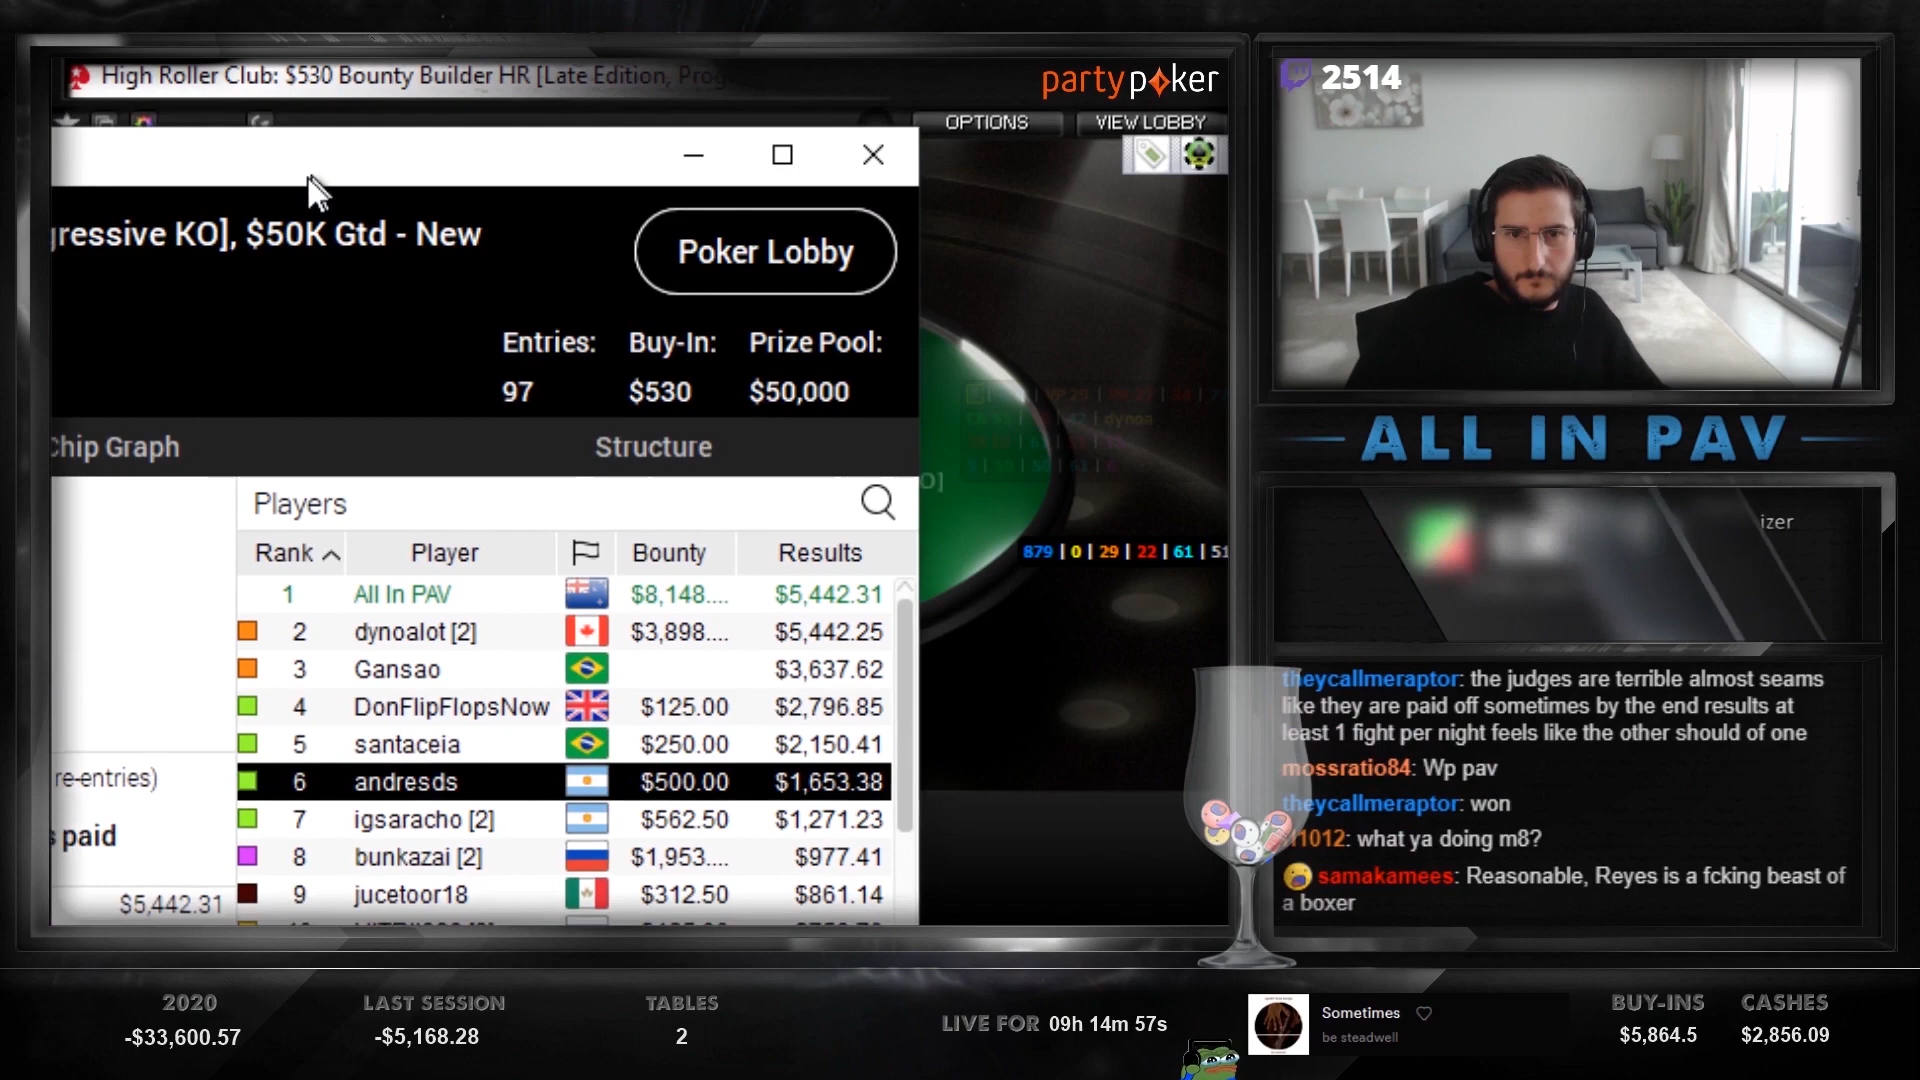 High Roller Club: $530 Bounty Builder HR [Late Edition, Prog
partypoker
OPTIONS
VIEW LOBBY
gressive KO], $50K Gtd - New
Poker Lobby
Entries: Buy-In: Prize Pool:
97 $530 $50,000
Chip Graph
Structure
Players
Rank Player Bounty Results
1 All In PAV $8,148.... $5,442.31
2 dynoalot [2] $3,898.... $5,442.25
3 Gansao $3,637.62
4 DonFlipFlopsNow $125.00 $2,796.85
5 santaceia $250.00 $2,150.41
6 andresds $500.00 $1,653.38
7 igsaracho [2] $562.50 $1,271.23
8 bunkazai [2] $1,953.... $977.41
9 jucetoor18 $312.50 $861.14
re-entries)
paid
$5,442.31
O]
879 | 0 | 29 | 22 | 61 | 51
2514
ALL IN PAV
izer
theycallmeraptor: the judges are terrible almost seams
like they are paid off sometimes by the end results at
least 1 fight per night feels like the other should of one
mossratio84: Wp pav
theycallmeraptor: won
1012: what ya doing m8?
samakamees: Reasonable, Reyes is a fcking beast of
a boxer
2020
-$33,600.57
LAST SESSION
-$5,168.28
TABLES
2
LIVE FOR 09h 14m 57s
Sometimes
be steadwell
BUY-INS
$5,864.5
CASHES
$2,856.09